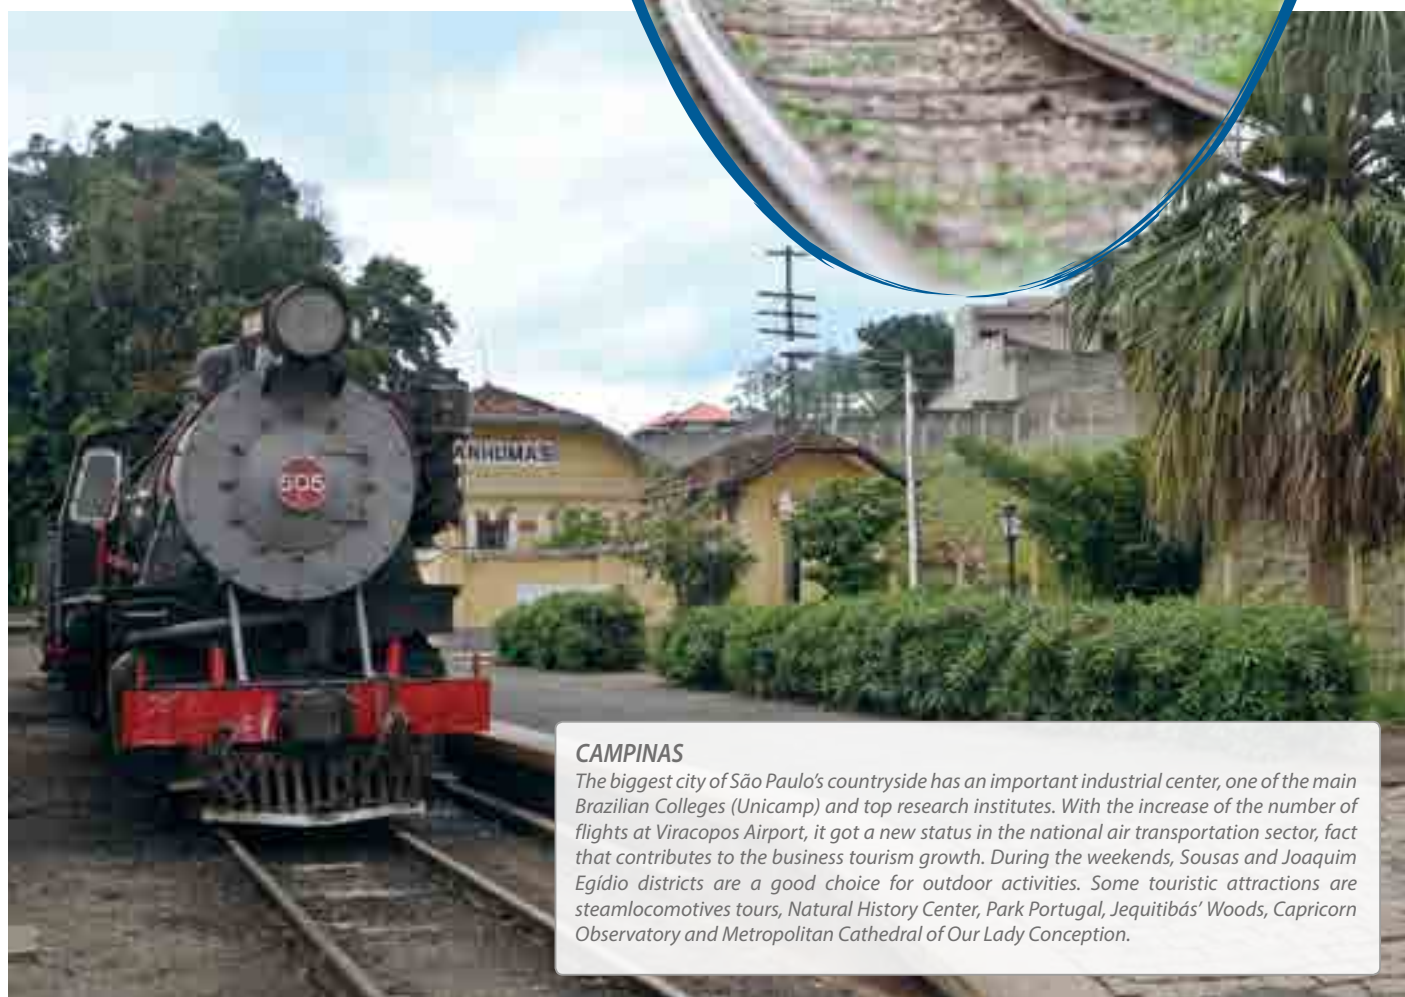 ANHUMAS
505
CAMPINAS
The biggest city of São Paulo’s countryside has an important industrial center, one of the main
Brazilian Colleges (Unicamp) and top research institutes. With the increase of the number of
flights at Viracopos Airport, it got a new status in the national air transportation sector, fact
that contributes to the business tourism growth. During the weekends, Sousas and Joaquim
Egídio districts are a good choice for outdoor activities. Some touristic attractions are
steamlocomotives tours, Natural History Center, Park Portugal, Jequitibás’ Woods, Capricorn
Observatory and Metropolitan Cathedral of Our Lady Conception.